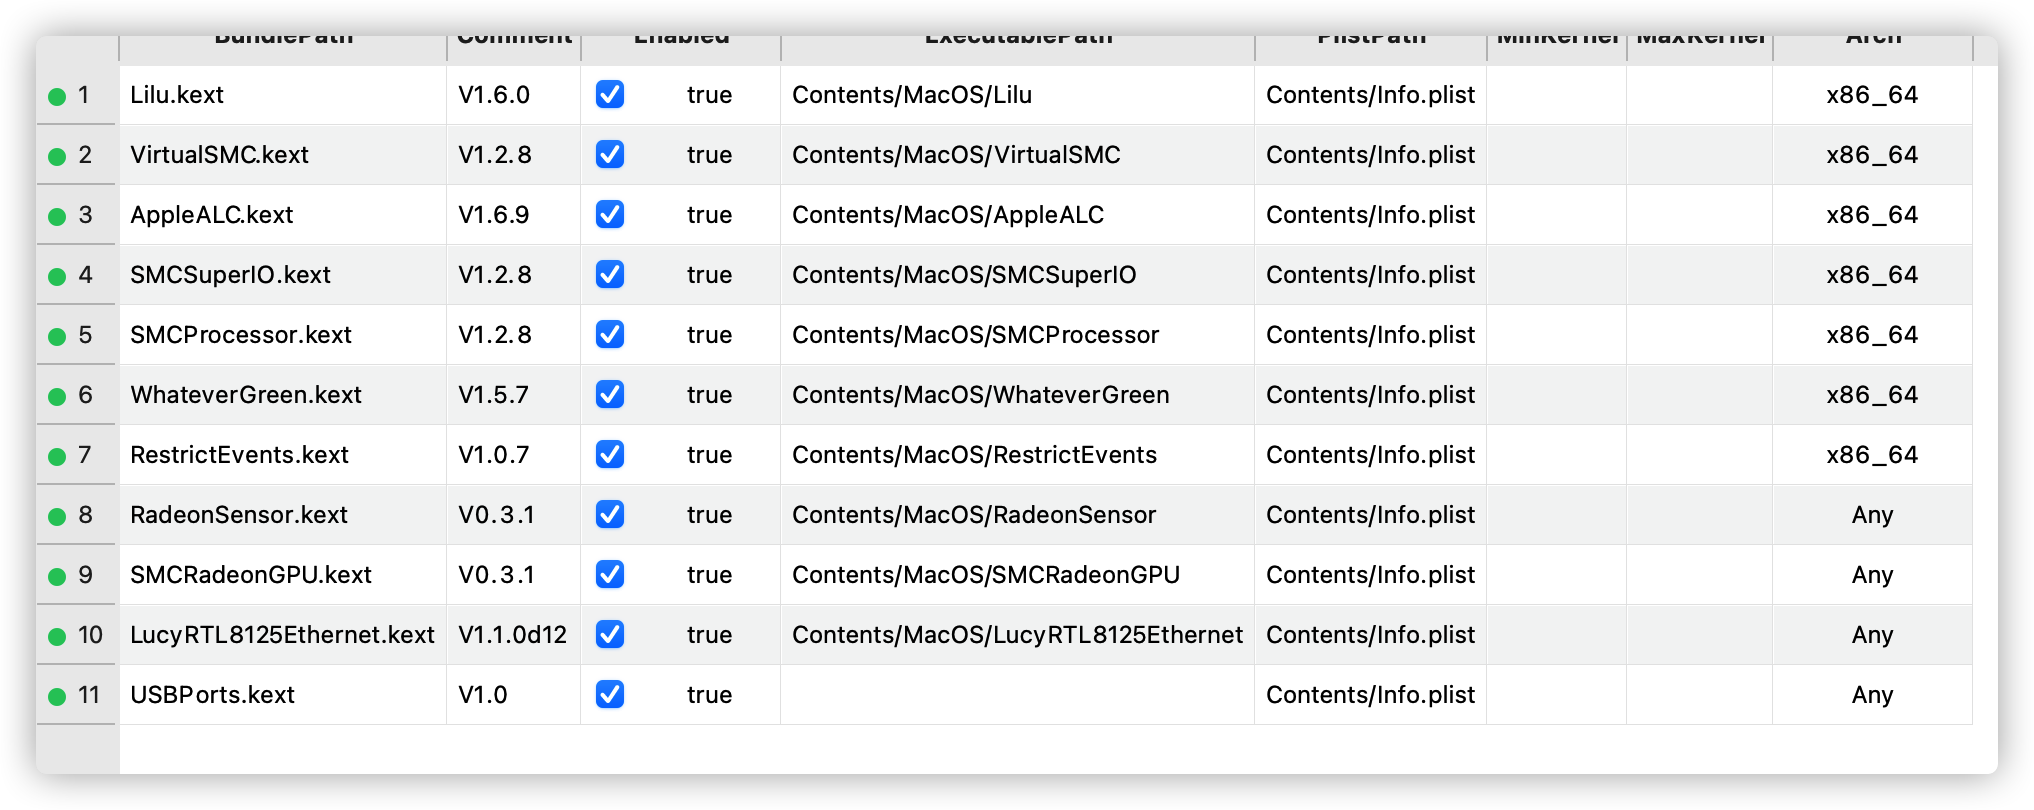 BundlePath Comment Enabled ExecutablePath PlistPath MinKernel MaxKernel Arch
1 Lilu.kext V1.6.0 true Contents/MacOS/Lilu Contents/Info.plist x86_64
2 VirtualSMC.kext V1.2.8 true Contents/MacOS/VirtualSMC Contents/Info.plist x86_64
3 AppleALC.kext V1.6.9 true Contents/MacOS/AppleALC Contents/Info.plist x86_64
4 SMCSuperIO.kext V1.2.8 true Contents/MacOS/SMCSuperIO Contents/Info.plist x86_64
5 SMCProcessor.kext V1.2.8 true Contents/MacOS/SMCProcessor Contents/Info.plist x86_64
6 WhateverGreen.kext V1.5.7 true Contents/MacOS/WhateverGreen Contents/Info.plist x86_64
7 RestrictEvents.kext V1.0.7 true Contents/MacOS/RestrictEvents Contents/Info.plist x86_64
8 RadeonSensor.kext V0.3.1 true Contents/MacOS/RadeonSensor Contents/Info.plist Any
9 SMCRadeonGPU.kext V0.3.1 true Contents/MacOS/SMCRadeonGPU Contents/Info.plist Any
10 LucyRTL8125Ethernet.kext V1.1.0d12 true Contents/MacOS/LucyRTL8125Ethernet Contents/Info.plist Any
11 USBPorts.kext V1.0 true Contents/Info.plist Any